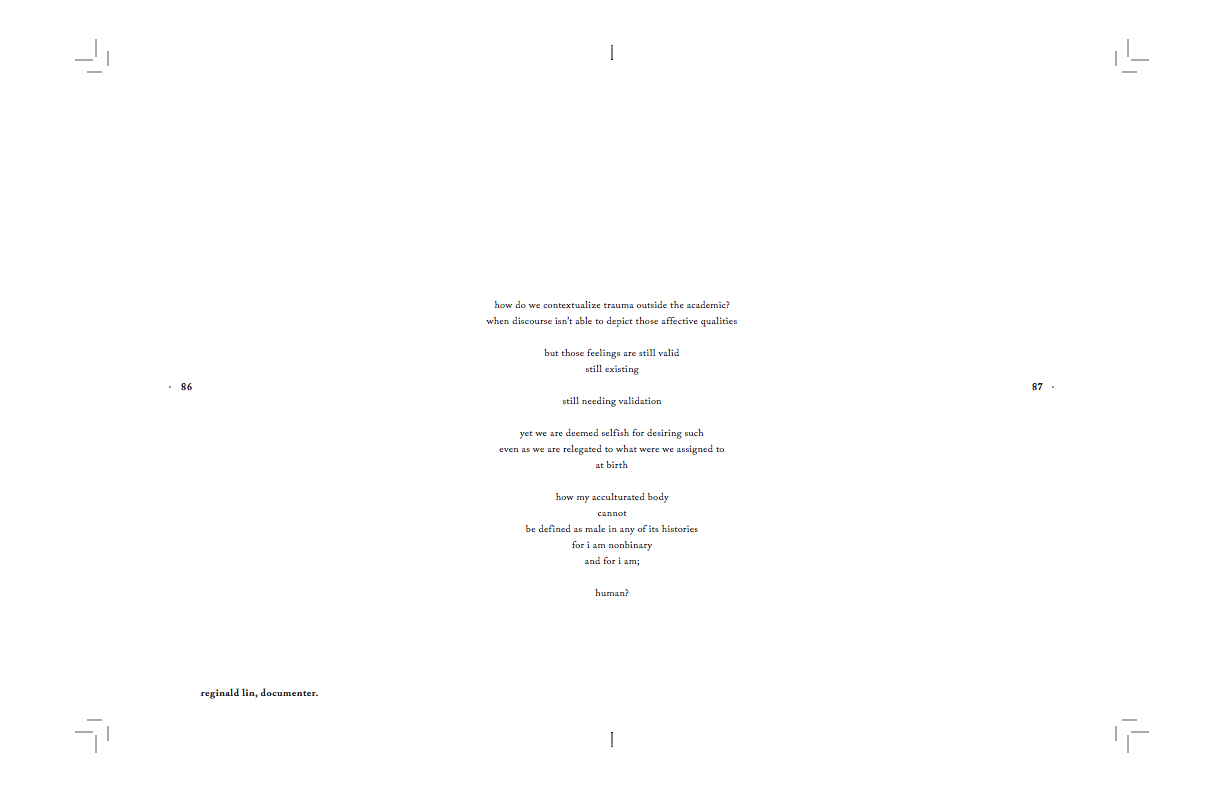 how do we contextualize trauma outside the academic?
when discourse isn't able to depict those affective qualities
but those feelings are still valid
still existing
· 86
87 ·
still needing validation
yet we are deemed selfish for desiring such
even as we are relegated to what were we assigned to
at birth
how my acculturated body
cannot
be defined as male in any of its histories
for i am nonbinary
and for i am;
human?
reginald lin, documenter.